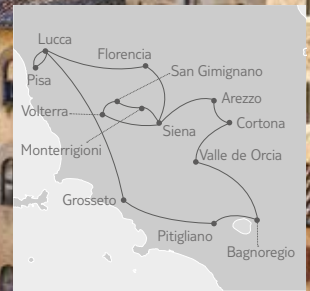 Lucca
Florencia
Pisa
San Gimignano
Volterra
Arezzo
Siena
Cortona
Monterrigioni
Valle de Orcia
Grosseto
Pitigliano
Bagnoregio